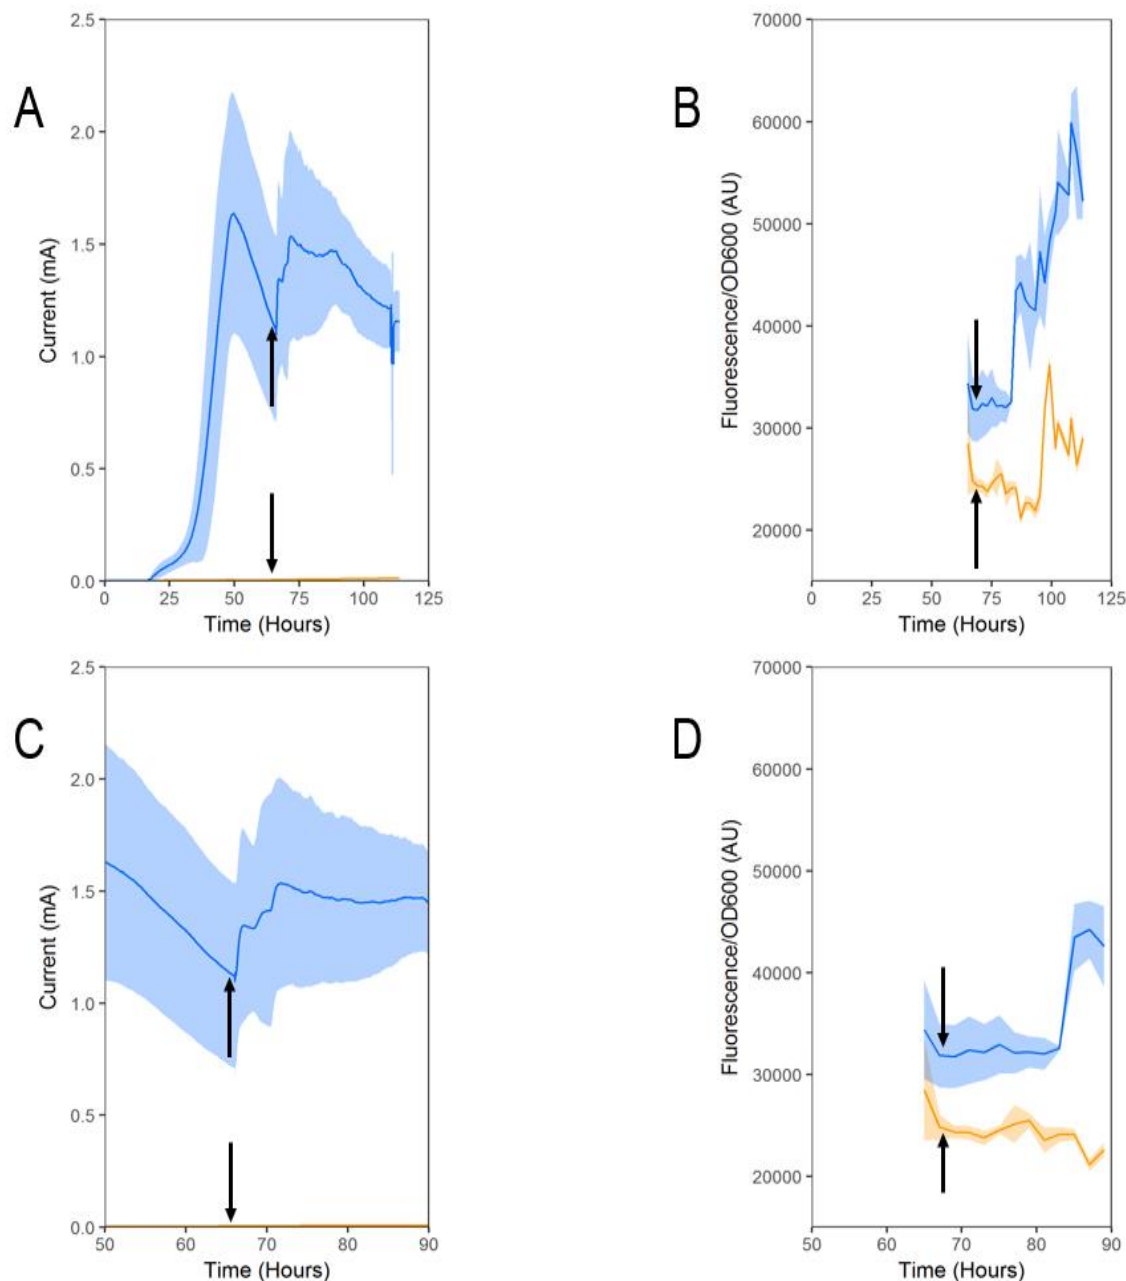 A
Current (mA)
2.5
2.0
1.5
1.0
0.5
0.0
0 25 50 75 100 125
Time (Hours)
B
Fluorescence/OD600 (AU)
70000
60000
50000
40000
30000
20000
0 25 50 75 100 125
Time (Hours)
C
Current (mA)
2.5
2.0
1.5
1.0
0.5
0.0
50 60 70 80 90
Time (Hours)
D
Fluorescence/OD600 (AU)
70000
60000
50000
40000
30000
20000
50 60 70 80 90
Time (Hours)